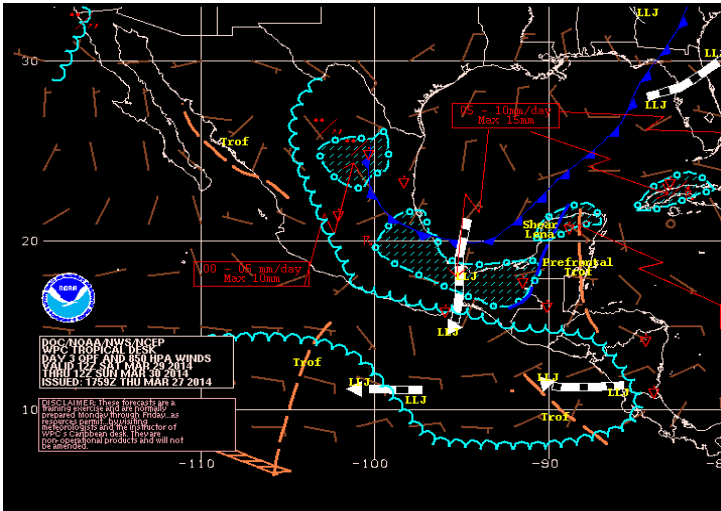 LLJ
LLJ
30
LLJ
LLJ
05 - 10mm/day
Max 15mm
Trof
20
Shear
Line
Prefrontal
Trof
00 - 05 mm/day
Max 10mm
LLJ
NOAA
LLJ
DOC/NOAA/NWS/NCEP
WPC TROPICAL DESK
DAY 3 QPF AND 850 HPA WINDS
VALID 12Z SAT MAR 29 2014
THRU 12Z SUN MAR 30 2014
ISSUED: 1759Z THU MAR 27 2014
Trof
LLJ
LLJ
LLJ
LLJ
DISCLAIMER: These forecasts are a
training exercise and are normally
prepared Monday through Friday...as
resources permit...by visiting
meteorologists and the instructor of
WPC s Caribbean desk. They are
non-operational products and will not
be amended.
10
Trof
-110
-100
-90
-8